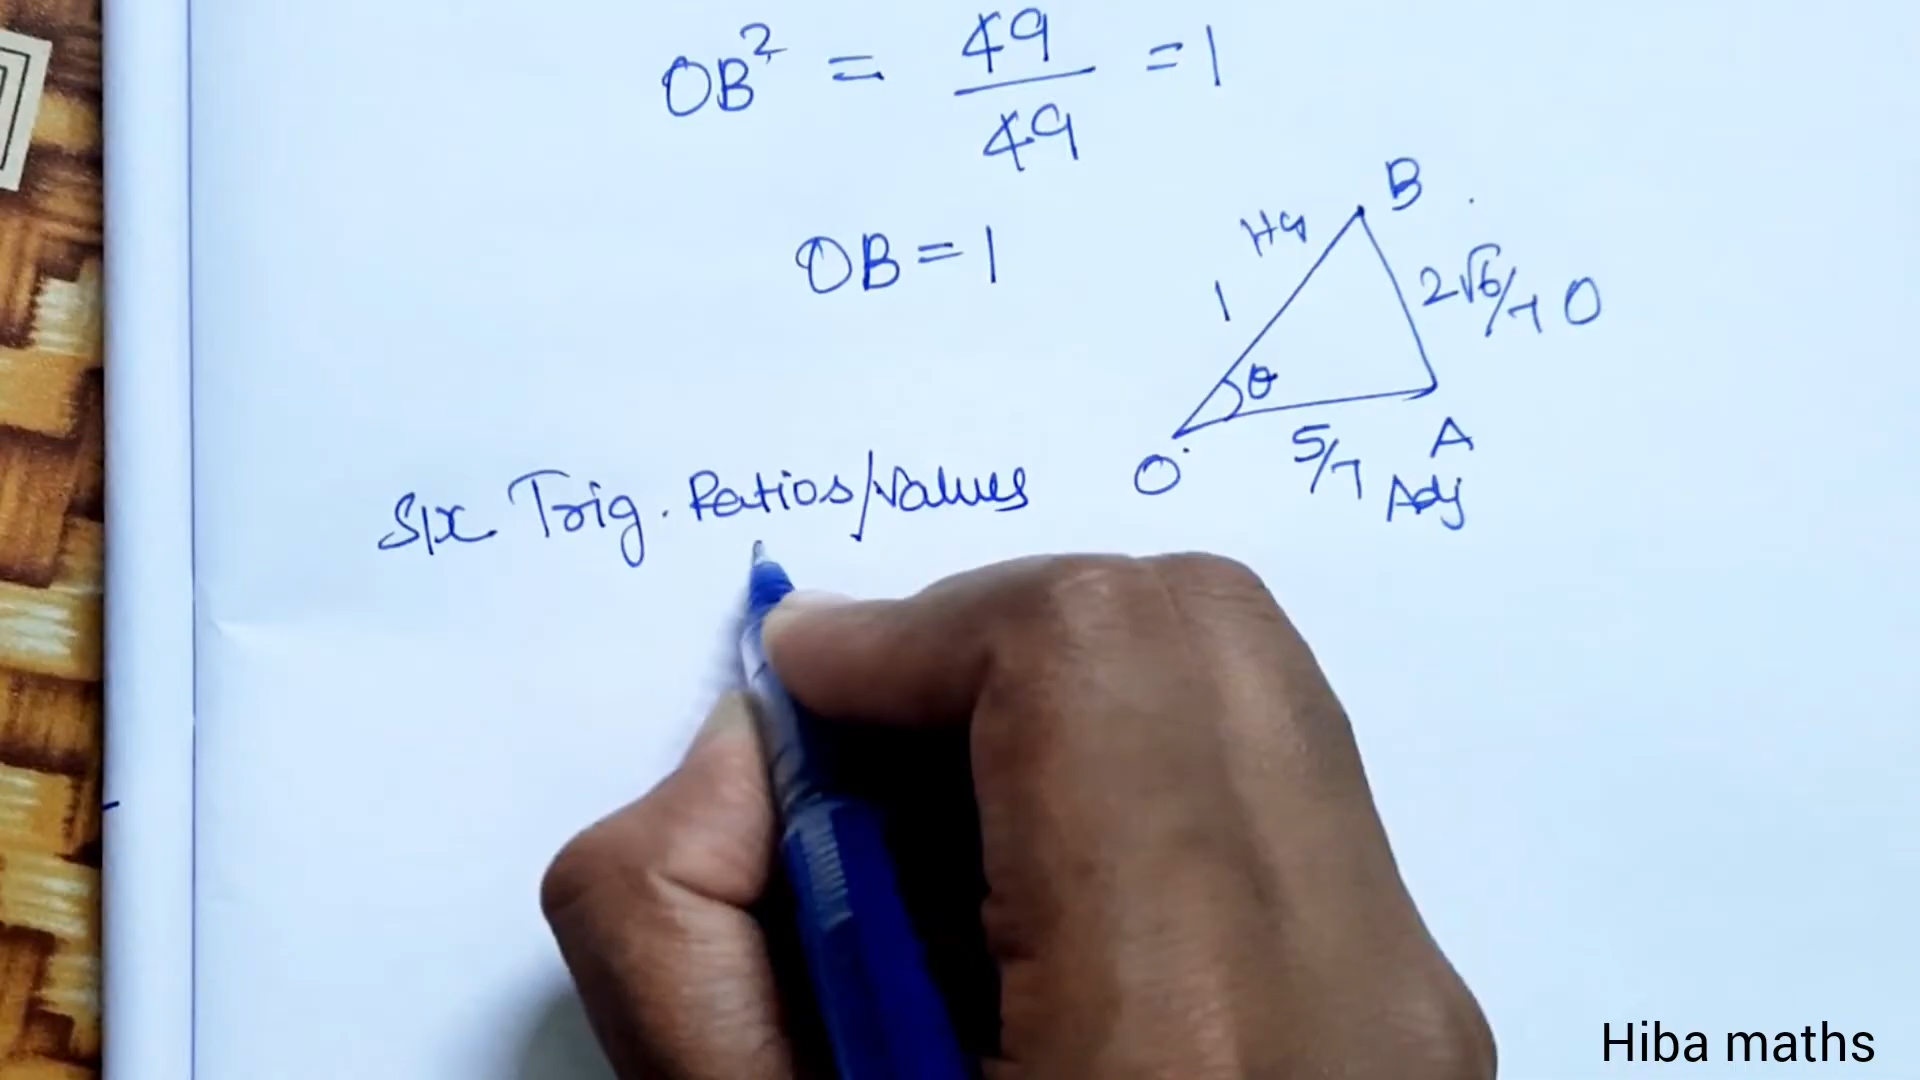 OB² = 49/49 = 1
OB = 1
B
Hy
1
2√6/7 O
θ
O
5/7
A
Adj
Six Trig. Ratios/Values
Hiba maths